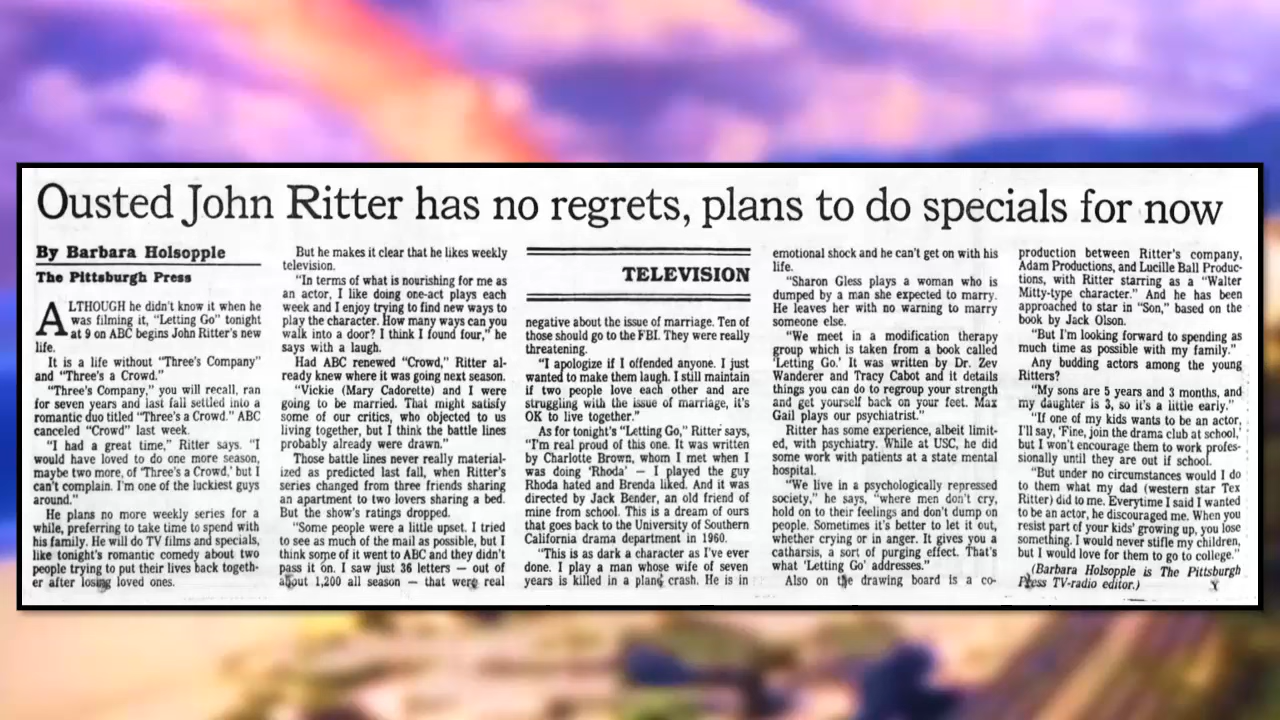 Ousted John Ritter has no regrets, plans to do specials for now
By Barbara Holsopple
The Pittsburgh Press
ALTHOUGH he didn't know it when he
was filming it, "Letting Go" tonight
at 9 on ABC begins John Ritter's new
life.
It is a life without "Three's Company"
and "Three's a Crowd."
"Three's Company," you will recall, ran
for seven years and last fall settled into a
romantic duo titled "Three's a Crowd." ABC
canceled "Crowd" last week.
"I had a great time," Ritter says. "I
would have loved to do one more season,
maybe two more, of 'Three's a Crowd,' but I
can't complain. I'm one of the luckiest guys
around."
He plans no more weekly series for a
while, preferring to take time to spend with
his family. He will do TV films and specials,
like tonight's romantic comedy about two
people trying to put their lives back togeth-
er after losing loved ones.
But he makes it clear that he likes weekly
television.
"In terms of what is nourishing for me as
an actor, I like doing one-act plays each
week and I enjoy trying to find new ways to
play the character. How many ways can you
walk into a door? I think I found four," he
says with a laugh.
Had ABC renewed "Crowd," Ritter al-
ready knew where it was going next season.
"Vickie (Mary Cadorette) and I were
going to be married. That might satisfy
some of our critics, who objected to us
living together, but I think the battle lines
probably already were drawn."
Those battle lines never really material-
ized as predicted last fall, when Ritter's
series changed from three friends sharing
an apartment to two lovers sharing a bed.
But the show's ratings dropped.
"Some people were a little upset. I tried
to see as much of the mail as possible, but I
think some of it went to ABC and they didn't
pass it on. I saw just 36 letters — out of
about 1,200 all season — that were real
TELEVISION
negative about the issue of marriage. Ten of
those should go to the FBI. They were really
threatening.
"I apologize if I offended anyone. I just
wanted to make them laugh. I still maintain
if two people love each other and are
struggling with the issue of marriage, it's
OK to live together."
As for tonight's "Letting Go," Ritter says,
"I'm real proud of this one. It was written
by Charlotte Brown, whom I met when I
was doing 'Rhoda' — I played the guy
Rhoda hated and Brenda liked. And it was
directed by Jack Bender, an old friend of
mine from school. This is a dream of ours
that goes back to the University of Southern
California drama department in 1960.
"This is as dark a character as I've ever
done. I play a man whose wife of seven
years is killed in a plane crash. He is in
emotional shock and he can't get on with his
life.
"Sharon Gless plays a woman who is
dumped by a man she expected to marry.
He leaves her with no warning to marry
someone else.
"We meet in a modification therapy
group which is taken from a book called
'Letting Go.' It was written by Dr. Zev
Wanderer and Tracy Cabot and it details
things you can do to regroup your strength
and get yourself back on your feet. Max
Gail plays our psychiatrist."
Ritter has some experience, albeit limit-
ed, with psychiatry. While at USC, he did
some work with patients at a state mental
hospital.
"We live in a psychologically repressed
society," he says, "where men don't cry,
hold on to their feelings and don't dump on
people. Sometimes it's better to let it out,
whether crying or in anger. It gives you a
catharsis, a sort of purging effect. That's
what 'Letting Go' addresses."
Also on the drawing board is a co-
production between Ritter's company,
Adam Productions, and Lucille Ball Produc-
tions, with Ritter starring as a "Walter
Mitty-type character." And he has been
approached to star in "Son," based on the
book by Jack Olson.
"But I'm looking forward to spending as
much time as possible with my family."
Any budding actors among the young
Ritters?
"My sons are 5 years and 3 months, and
my daughter is 3, so it's a little early."
"If one of my kids wants to be an actor,
I'll say, 'Fine, join the drama club at school,'
but I won't encourage them to work profes-
sionally until they are out if school.
"But under no circumstances would I do
to them what my dad (western star Tex
Ritter) did to me. Everytime I said I wanted
to be an actor, he discouraged me. When you
resist part of your kids' growing up, you lose
something. I would never stifle my children,
but I would love for them to go to college."
(Barbara Holsopple is The Pittsburgh
Press TV-radio editor.)